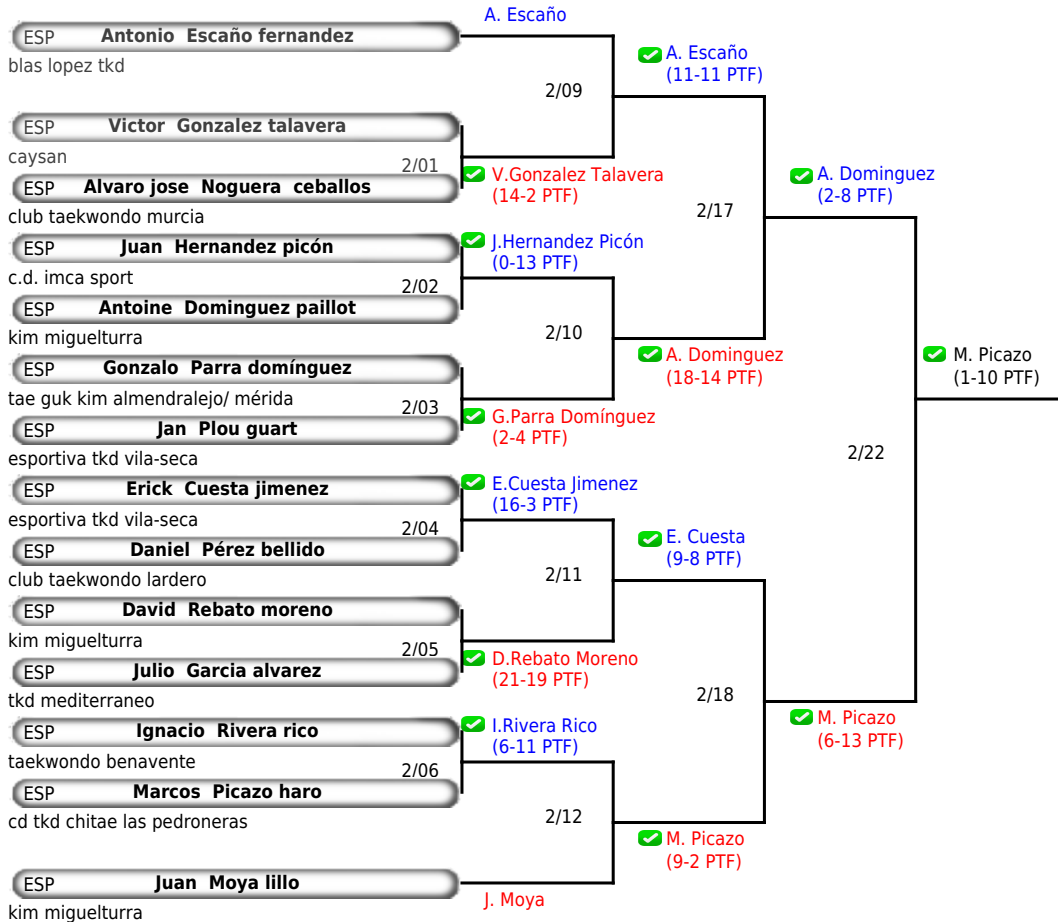 A. Escaño
ESP Antonio Escaño fernandez
blas lopez tkd
A. Escaño
(11-11 PTF)
2/09
ESP Victor Gonzalez talavera
caysan
2/01
V.Gonzalez Talavera
(14-2 PTF)
ESP Alvaro jose Noguera ceballos
club taekwondo murcia
A. Dominguez
(2-8 PTF)
2/17
ESP Juan Hernandez picón
J.Hernandez Picón
(0-13 PTF)
c.d. imca sport
2/02
ESP Antoine Dominguez paillot
kim miguelturra
2/10
A. Dominguez
(18-14 PTF)
ESP Gonzalo Parra domínguez
tae guk kim almendralejo/ mérida
2/03
G.Parra Domínguez
(2-4 PTF)
ESP Jan Plou guart
esportiva tkd vila-seca
M. Picazo
(1-10 PTF)
2/22
ESP Erick Cuesta jimenez
E.Cuesta Jimenez
(16-3 PTF)
esportiva tkd vila-seca
2/04
ESP Daniel Pérez bellido
club taekwondo lardero
E. Cuesta
(9-8 PTF)
2/11
ESP David Rebato moreno
kim miguelturra
2/05
D.Rebato Moreno
(21-19 PTF)
ESP Julio Garcia alvarez
tkd mediterraneo
2/18
M. Picazo
(6-13 PTF)
ESP Ignacio Rivera rico
I.Rivera Rico
(6-11 PTF)
taekwondo benavente
2/06
ESP Marcos Picazo haro
cd tkd chitae las pedroneras
2/12
M. Picazo
(9-2 PTF)
ESP Juan Moya lillo
J. Moya
kim miguelturra